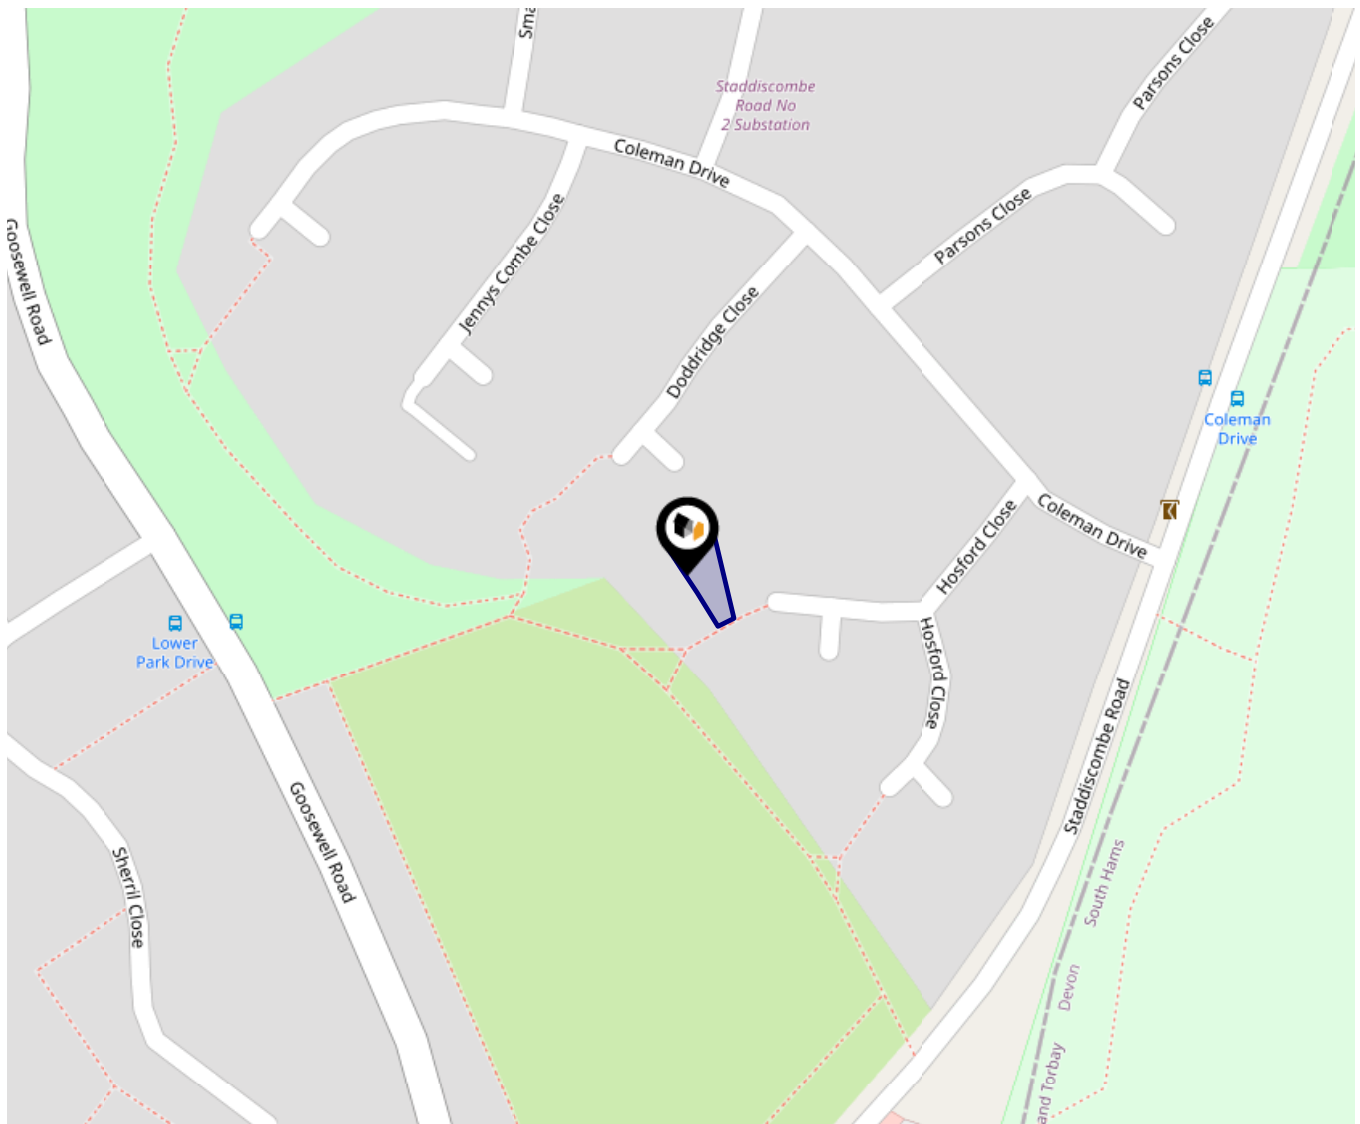 Sma
Parsons Close
Staddiscombe
Road No
2 Substation
Coleman Drive
Parsons Close
Jennys Combe Close
Goosewell Road
Doddridge Close
Coleman
Drive
Coleman Drive
Hosford Close
Lower
Park Drive
Hosford Close
Staddiscombe Road
Goosewell Road
Sherril Close
South Hams
Devon
and Torbay